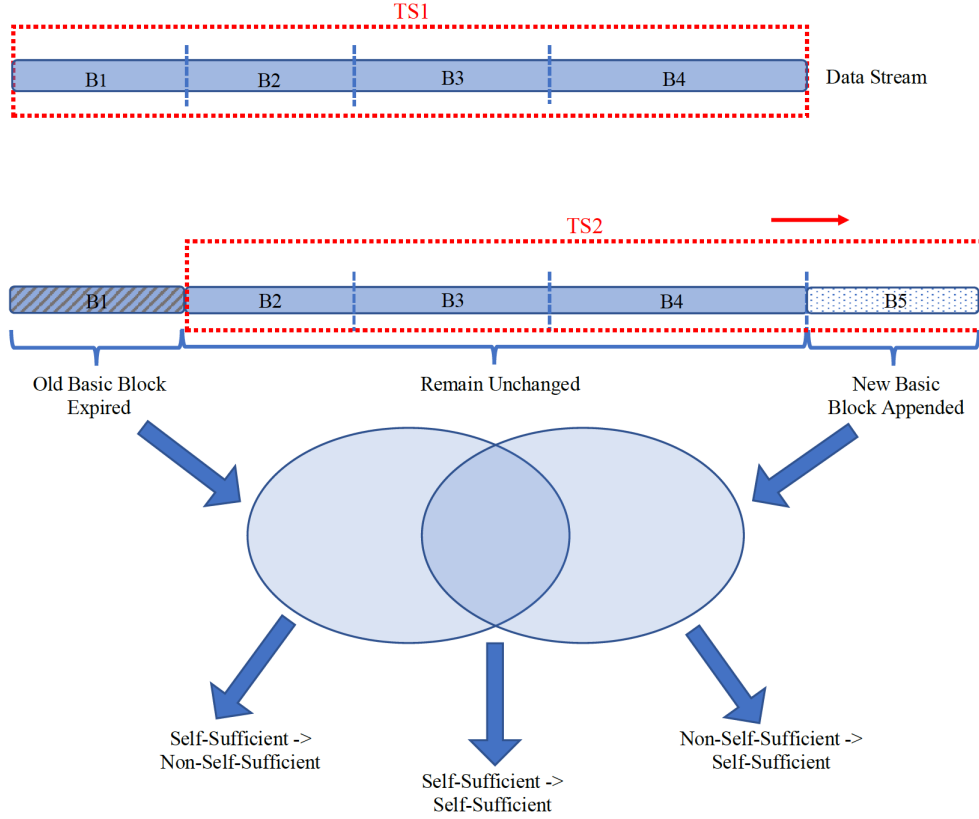 TS1
B1
B2
B3
B4
Data Stream
TS2
B1
B2
B3
B4
B5
Old Basic Block
Expired
Remain Unchanged
New Basic
Block Appended
Self-Sufficient ->
Non-Self-Sufficient
Self-Sufficient ->
Self-Sufficient
Non-Self-Sufficient ->
Self-Sufficient